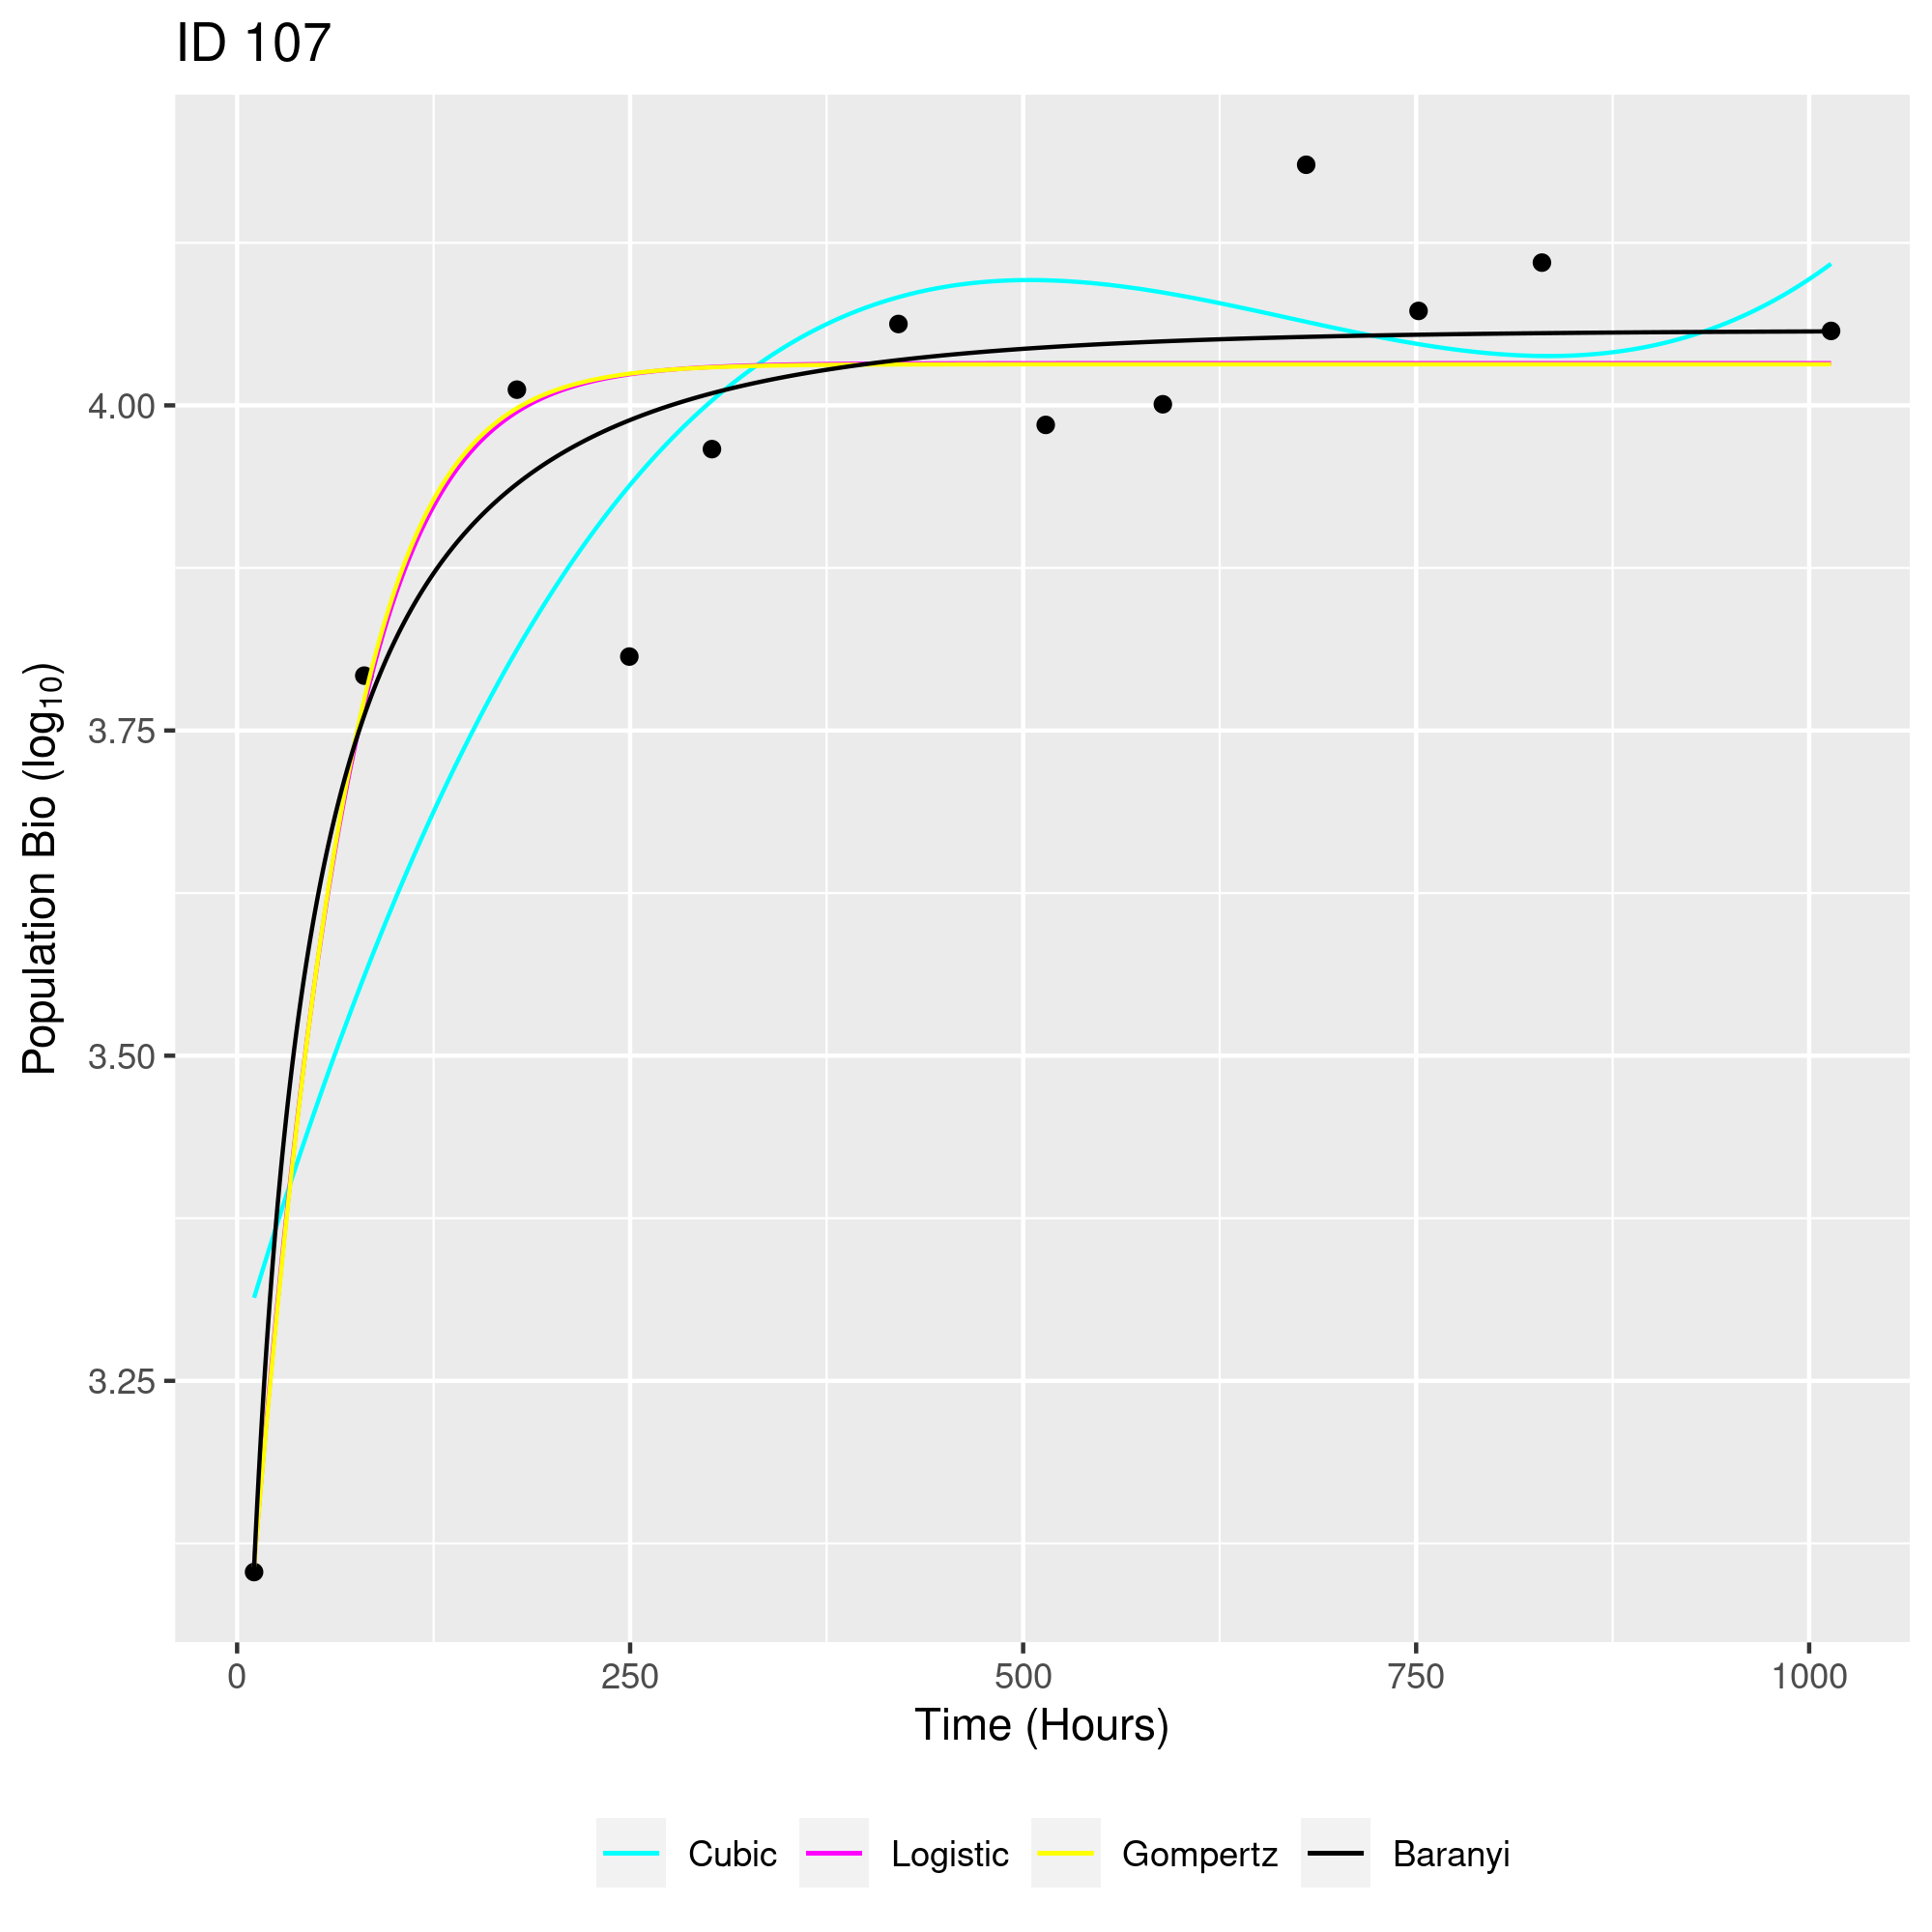 ID 107
Population Bio (log₁₀)
4.00
3.75
3.50
3.25
0 250 500 750 1000
Time (Hours)
Cubic Logistic Gompertz Baranyi